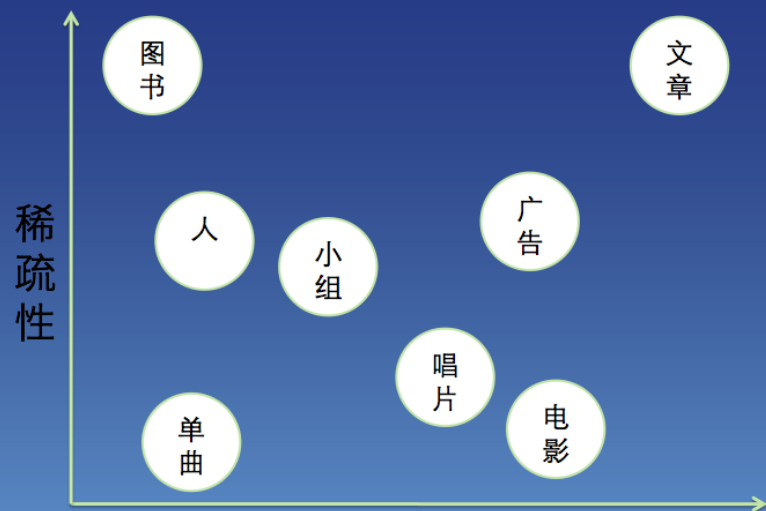 图
书
文
章
稀
疏
性
人
小
组
广
告
唱
片
单
曲
电
影